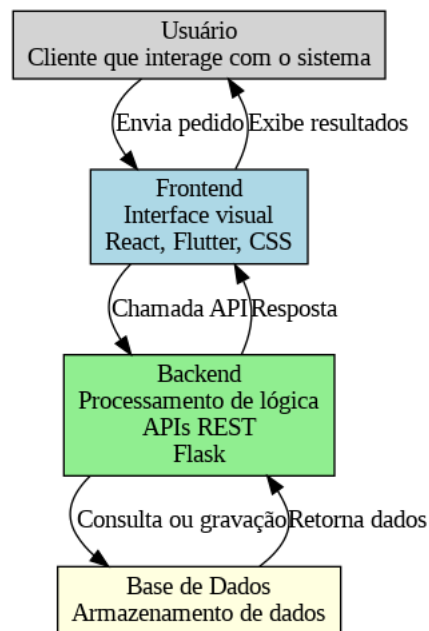 Usuário
Cliente que interage com o sistema
Envia pedido
Exibe resultados
Frontend
Interface visual
React, Flutter, CSS
Chamada API
Resposta
Backend
Processamento de lógica
APIs REST
Flask
Consulta ou gravação
Retorna dados
Base de Dados
Armazenamento de dados